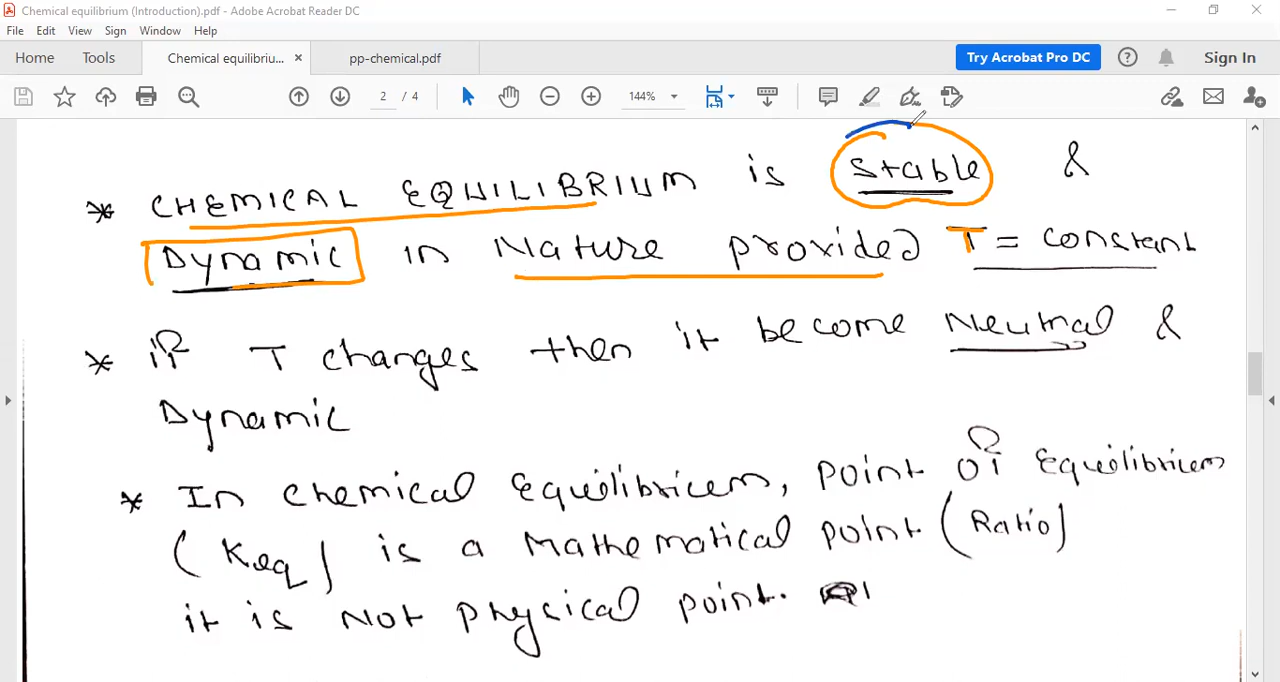 Chemical equilibrium (Introduction).pdf - Adobe Acrobat Reader DC
File Edit View Sign Window Help
Home Tools Chemical equilibriu... × pp-chemical.pdf Try Acrobat Pro DC Sign In
2 / 4 144%
* CHEMICAL EQUILIBRIUM is Stable &
Dynamic in Nature provided T = constant
* if T changes then it become Neutral &
Dynamic
* In chemical Equilibrium, point of Equilibrium
(Keq) is a Mathematical point (Ratio)
it is Not physical point.